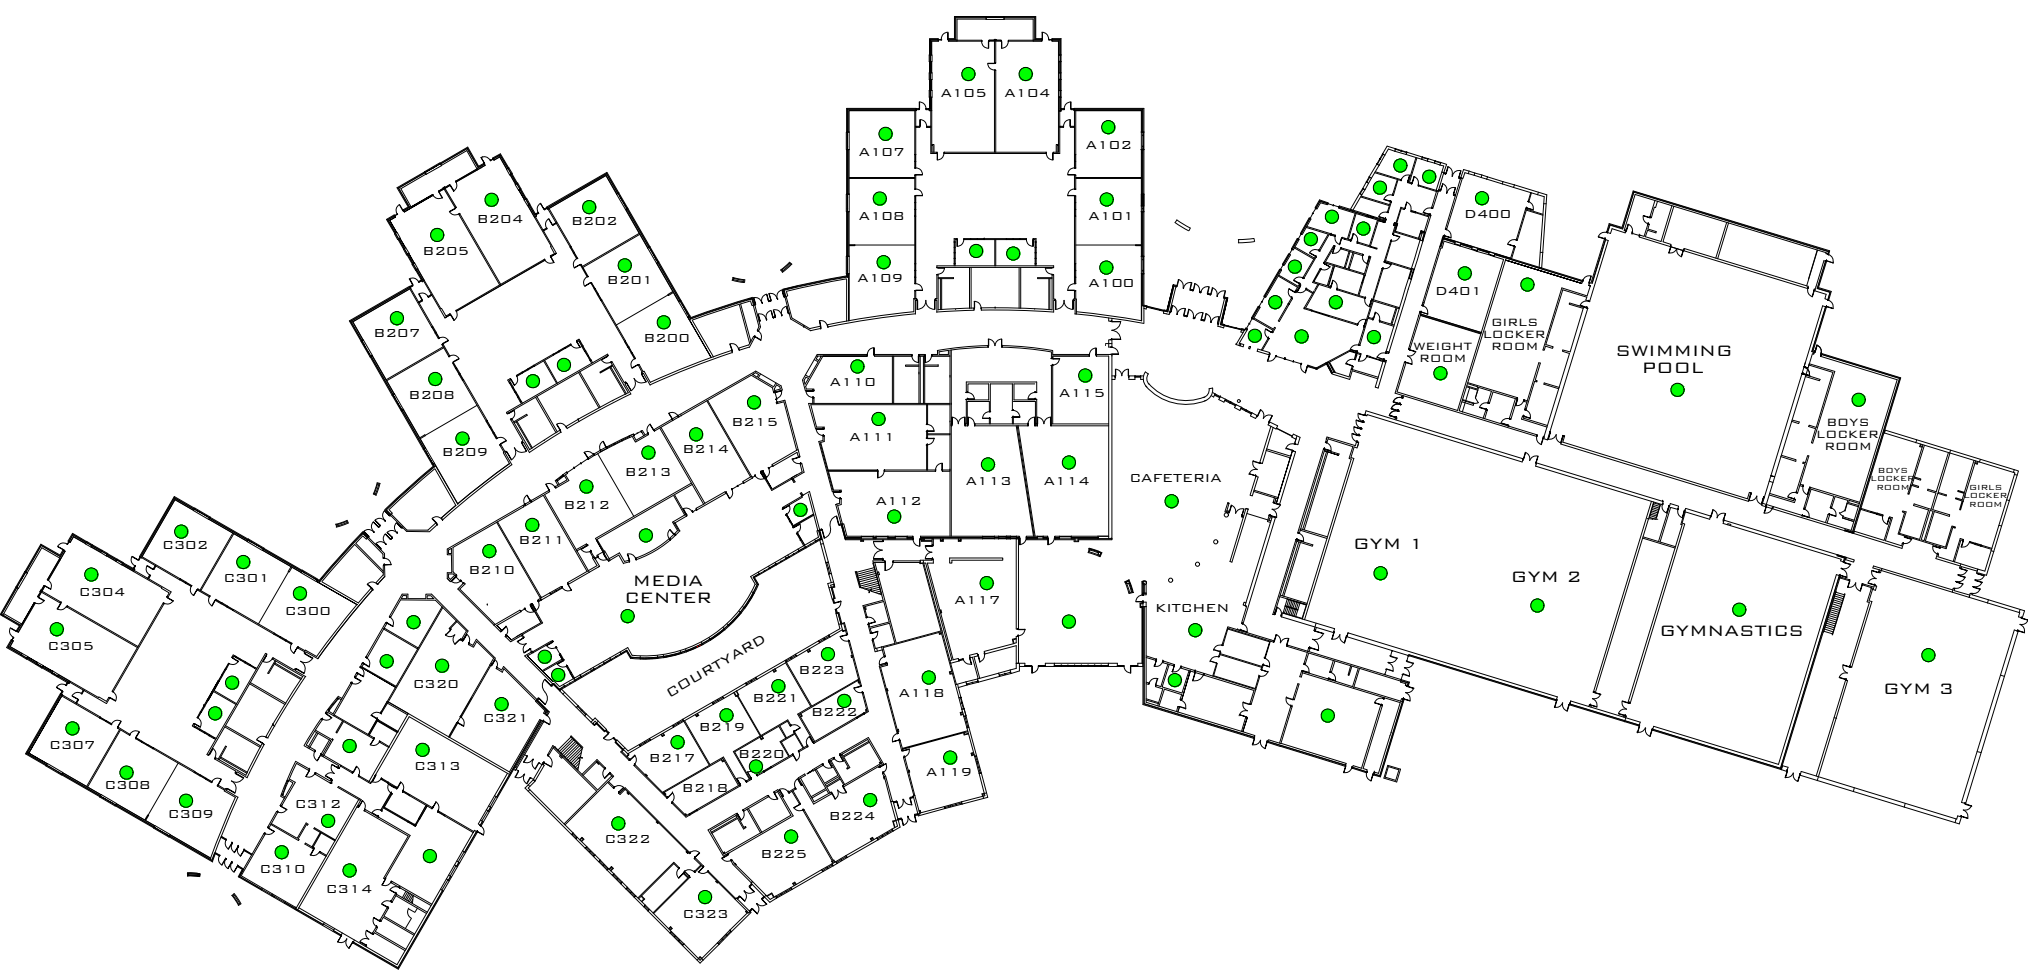 A105
A104
A107
A102
A108
A101
A109
A100
B204
B202
B205
B201
B207
B200
B208
B209
D400
D401
GIRLS
LOCKER
ROOM
WEIGHT
ROOM
SWIMMING
POOL
BOYS
LOCKER
ROOM
BOYS
LOCKER
ROOM
GIRLS
LOCKER
ROOM
A110
A115
A111
A112
A113
A114
CAFETERIA
B215
B214
B213
B212
B211
B210
MEDIA
CENTER
COURTYARD
C302
C301
C300
C304
C305
C307
C308
C309
A117
KITCHEN
GYM 1
GYM 2
GYMNASTICS
GYM 3
A118
A119
B223
B221
B222
B219
B217
B220
B218
B224
B225
C320
C321
C313
C312
C310
C314
C322
C323